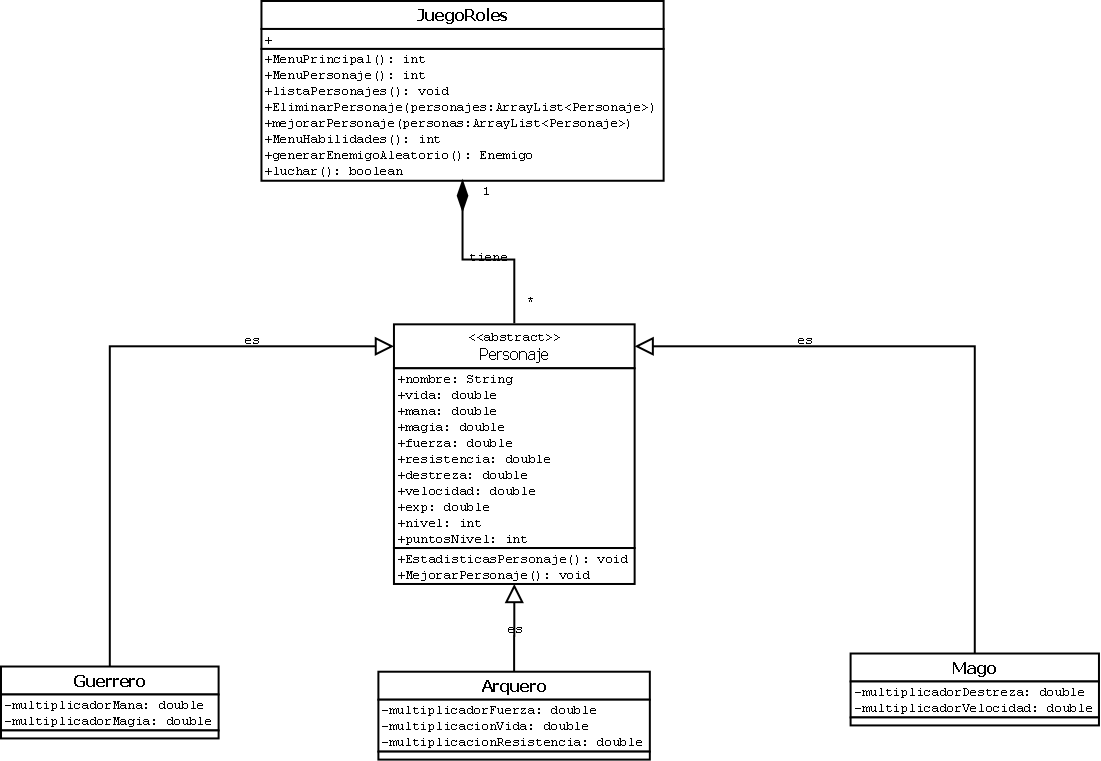 JuegoRoles
+
+MenuPrincipal(): int
+MenuPersonaje(): int
+listaPersonajes(): void
+EliminarPersonaje(personajes:ArrayList<Personaje>)
+mejorarPersonaje(personas:ArrayList<Personaje>)
+MenuHabilidades(): int
+generarEnemigoAleatorio(): Enemigo
+luchar(): boolean
1
tiene
*
es
<<abstract>>
Personaje
es
+nombre: String
+vida: double
+mana: double
+magia: double
+fuerza: double
+resistencia: double
+destreza: double
+velocidad: double
+exp: double
+nivel: int
+puntosNivel: int
+EstadisticasPersonaje(): void
+MejorarPersonaje(): void
es
Guerrero
-multiplicadorMana: double
-multiplicadorMagia: double
Arquero
-multiplicadorFuerza: double
-multiplicacionVida: double
-multiplicacionResistencia: double
Mago
-multiplicadorDestreza: double
-multiplicadorVelocidad: double